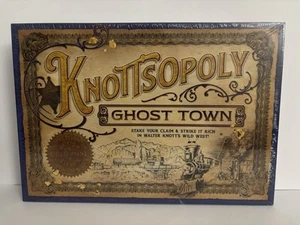 KNOTTSOPOLY
GHOST TOWN
STAKE YOUR CLAIM & STRIKE IT RICH
IN WALTER KNOTT'S WILD WEST!